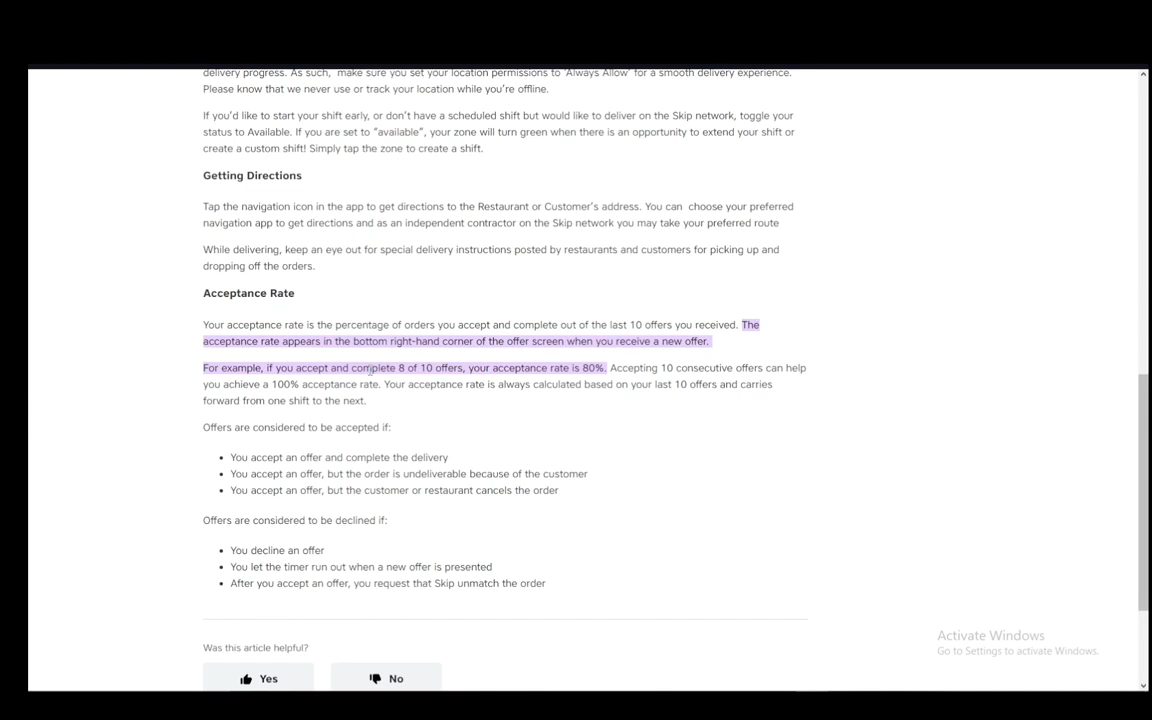 delivery progress. As such, make sure you set your location permissions to 'Always Allow' for a smooth delivery experience.
Please know that we never use or track your location while you're offline.
If you'd like to start your shift early, or don't have a scheduled shift but would like to deliver on the Skip network, toggle your
status to Available. If you are set to "available", your zone will turn green when there is an opportunity to extend your shift or
create a custom shift! Simply tap the zone to create a shift.
Getting Directions
Tap the navigation icon in the app to get directions to the Restaurant or Customer's address. You can choose your preferred
navigation app to get directions and as an independent contractor on the Skip network you may take your preferred route
While delivering, keep an eye out for special delivery instructions posted by restaurants and customers for picking up and
dropping off the orders.
Acceptance Rate
Your acceptance rate is the percentage of orders you accept and complete out of the last 10 offers you received. The
acceptance rate appears in the bottom right-hand corner of the offer screen when you receive a new offer.
For example, if you accept and complete 8 of 10 offers, your acceptance rate is 80%. Accepting 10 consecutive offers can help
you achieve a 100% acceptance rate. Your acceptance rate is always calculated based on your last 10 offers and carries
forward from one shift to the next.
Offers are considered to be accepted if:
• You accept an offer and complete the delivery
• You accept an offer, but the order is undeliverable because of the customer
• You accept an offer, but the customer or restaurant cancels the order
Offers are considered to be declined if:
• You decline an offer
• You let the timer run out when a new offer is presented
• After you accept an offer, you request that Skip unmatch the order
Was this article helpful?
Yes
No
Activate Windows
Go to Settings to activate Windows.